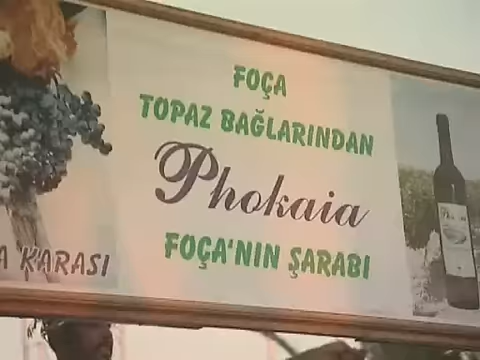 FOÇA
TOPAZ BAĞLARINDAN
Phokaia
FOÇA'NIN ŞARABI
KARASI